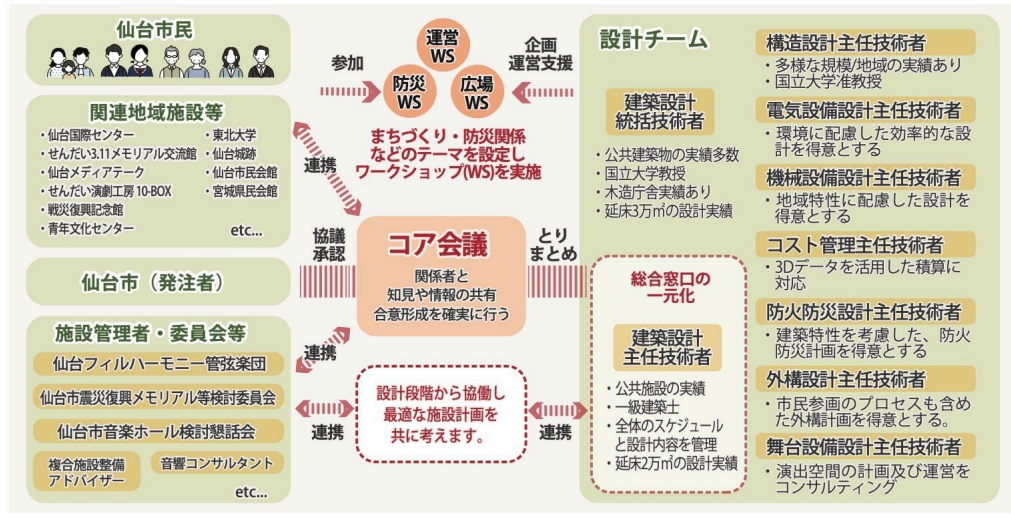 仙台市民
関連地域施設等
・仙台国際センター
・せんだい3.11メモリアル交流館
・仙台メディアテーク
・せんだい演劇工房10-BOX
・戦災復興記念館
・青年文化センター
・東北大学
・仙台城跡
・仙台市民会館
・宮城県民会館
etc...
仙台市（発注者）
施設管理者・委員会等
仙台フィルハーモニー管弦楽団
仙台市震災復興メモリアル等検討委員会
仙台市音楽ホール検討懇話会
複合施設整備
アドバイザー
音響コンサルタント
etc...
参加
運営
WS
防災
WS
広場
WS
企画
運営支援
まちづくり・防災関係
などのテーマを設定し
ワークショップ(WS)を実施
連携
協議
承認
コア会議
関係者と
知見や情報の共有
合意形成を確実に行う
とり
まとめ
連携
連携
設計段階から協働し
最適な施設計画を
共に考えます。
連携
設計チーム
建築設計
統括技術者
・公共建築物の実績多数
・国立大学教授
・木造庁舎実績あり
・延床3万㎡の設計実績
総合窓口の
一元化
建築設計
主任技術者
・公共施設の実績
・一級建築士
・全体のスケジュール
と設計内容を管理
・延床2万㎡の設計実績
構造設計主任技術者
・多様な規模/地域の実績あり
・国立大学准教授
電気設備設計主任技術者
・環境に配慮した効率的な設
計を得意とする
機械設備設計主任技術者
・地域特性に配慮した設計を
得意とする
コスト管理主任技術者
・3Dデータを活用した積算に
対応
防火防災設計主任技術者
・建築特性を考慮した、防火
防災計画を得意とする
外構設計主任技術者
・市民参画のプロセスも含め
た外構計画を得意とする。
舞台設備設計主任技術者
・演出空間の計画及び運営を
コンサルティング